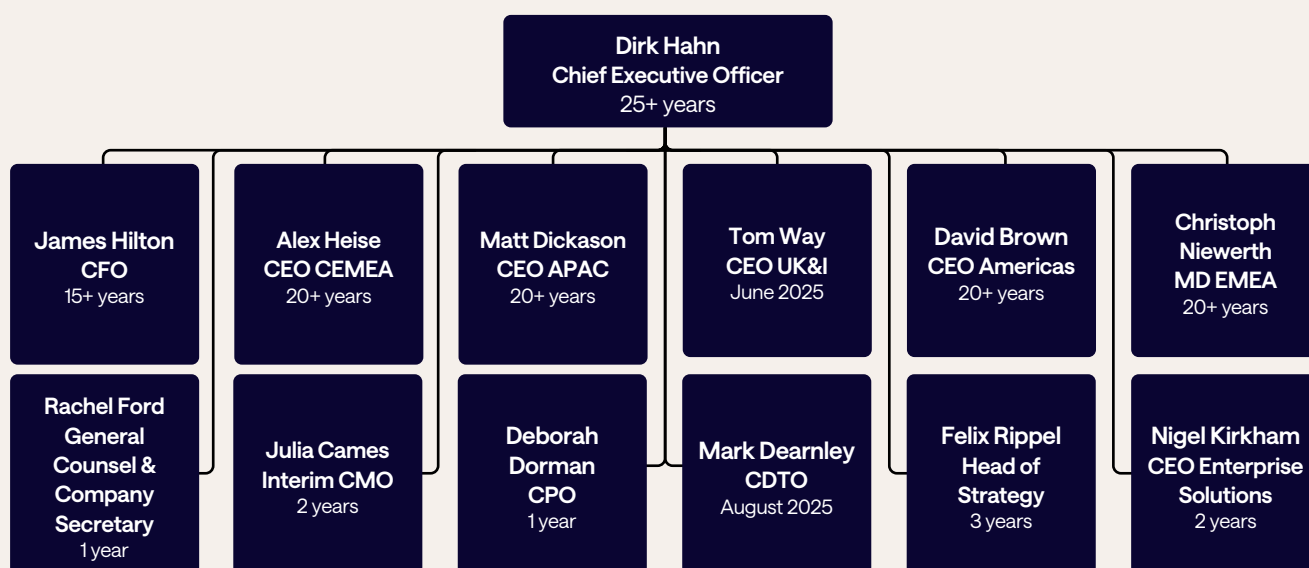 Dirk Hahn
Chief Executive Officer
25+ years
James Hilton
CFO
15+ years
Alex Heise
CEO CEMEA
20+ years
Matt Dickason
CEO APAC
20+ years
Tom Way
CEO UK&I
June 2025
David Brown
CEO Americas
20+ years
Christoph
Niewerth
MD EMEA
20+ years
Rachel Ford
General
Counsel &
Company
Secretary
1 year
Julia Cames
Interim CMO
2 years
Deborah
Dorman
CPO
1 year
Mark Dearnley
CDTO
August 2025
Felix Rippel
Head of
Strategy
3 years
Nigel Kirkham
CEO Enterprise
Solutions
2 years